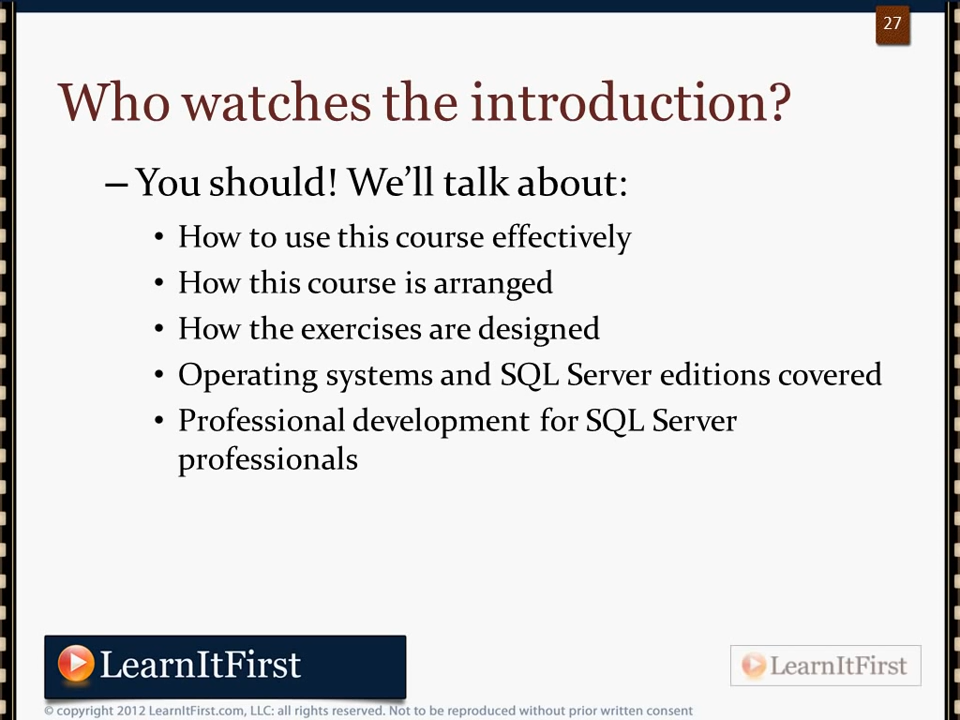 27
Who watches the introduction?
– You should! We’ll talk about:
• How to use this course effectively
• How this course is arranged
• How the exercises are designed
• Operating systems and SQL Server editions covered
• Professional development for SQL Server
professionals
LearnItFirst
LearnItFirst
© copyright 2012 LearnItFirst.com, LLC: all rights reserved. Not to be reproduced without prior written consent